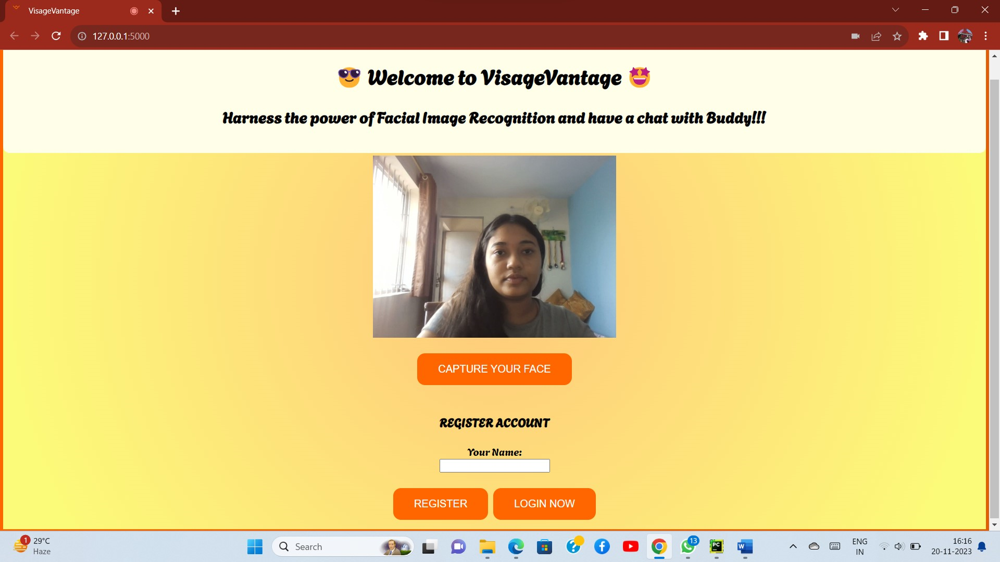 VisageVantage
127.0.0.1:5000
Welcome to VisageVantage
Harness the power of Facial Image Recognition and have a chat with Buddy!!!
CAPTURE YOUR FACE
REGISTER ACCOUNT
Your Name:
REGISTER
LOGIN NOW
1
29°C
Haze
Search
13
PC
W
ENG
IN
16:16
20-11-2023